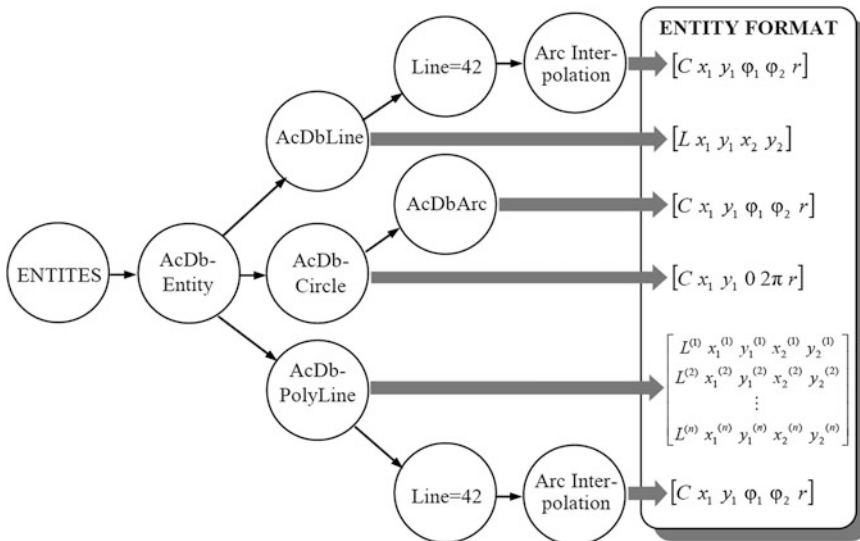 ENTITY FORMAT
Line=42
Arc Inter-
polation
[C x₁ y₁ φ₁ φ₂ r]
AcDbLine
[L x₁ y₁ x₂ y₂]
AcDbArc
[C x₁ y₁ φ₁ φ₂ r]
ENTITES
AcDb-
Entity
AcDb-
Circle
[C x₁ y₁ 0 2π r]
AcDb-
PolyLine
L⁽¹⁾ x₁⁽¹⁾ y₁⁽¹⁾ x₂⁽¹⁾ y₂⁽¹⁾
L⁽²⁾ x₁⁽²⁾ y₁⁽²⁾ x₂⁽²⁾ y₂⁽²⁾
⋮
L⁽ⁿ⁾ x₁⁽ⁿ⁾ y₁⁽ⁿ⁾ x₂⁽ⁿ⁾ y₂⁽ⁿ⁾
Line=42
Arc Inter-
polation
[C x₁ y₁ φ₁ φ₂ r]